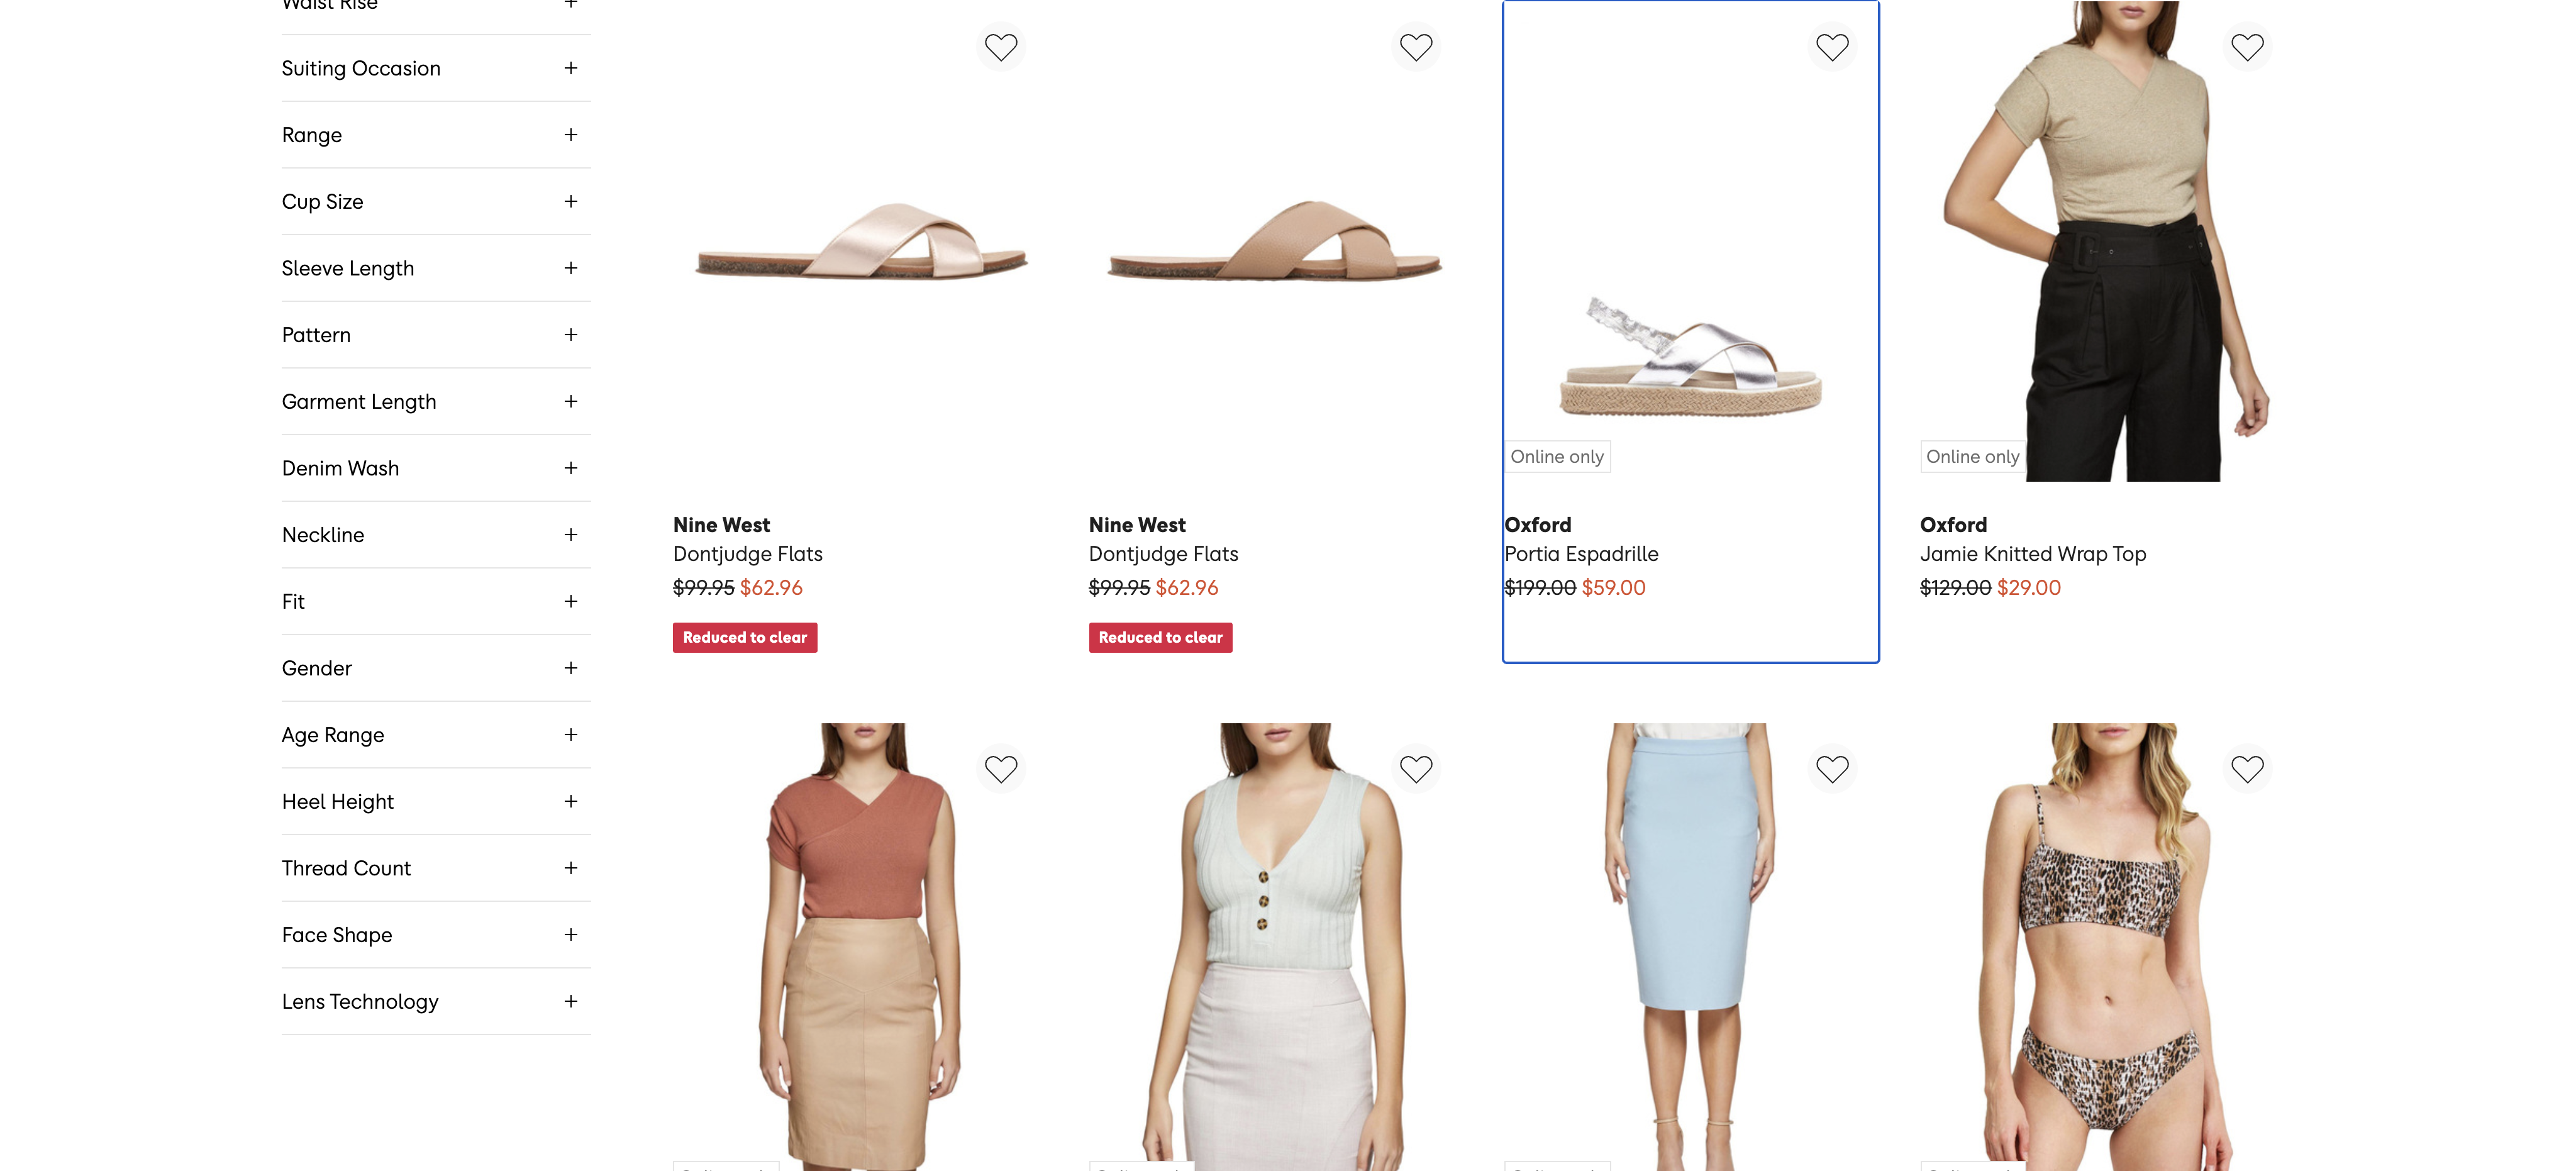 Waist Rise
Suiting Occasion
Range
Cup Size
Sleeve Length
Pattern
Garment Length
Denim Wash
Neckline
Fit
Gender
Age Range
Heel Height
Thread Count
Face Shape
Lens Technology
Nine West
Dontjudge Flats
$99.95 $62.96
Reduced to clear
Nine West
Dontjudge Flats
$99.95 $62.96
Reduced to clear
Online only
Oxford
Portia Espadrille
$199.00 $59.00
Online only
Oxford
Jamie Knitted Wrap Top
$129.00 $29.00